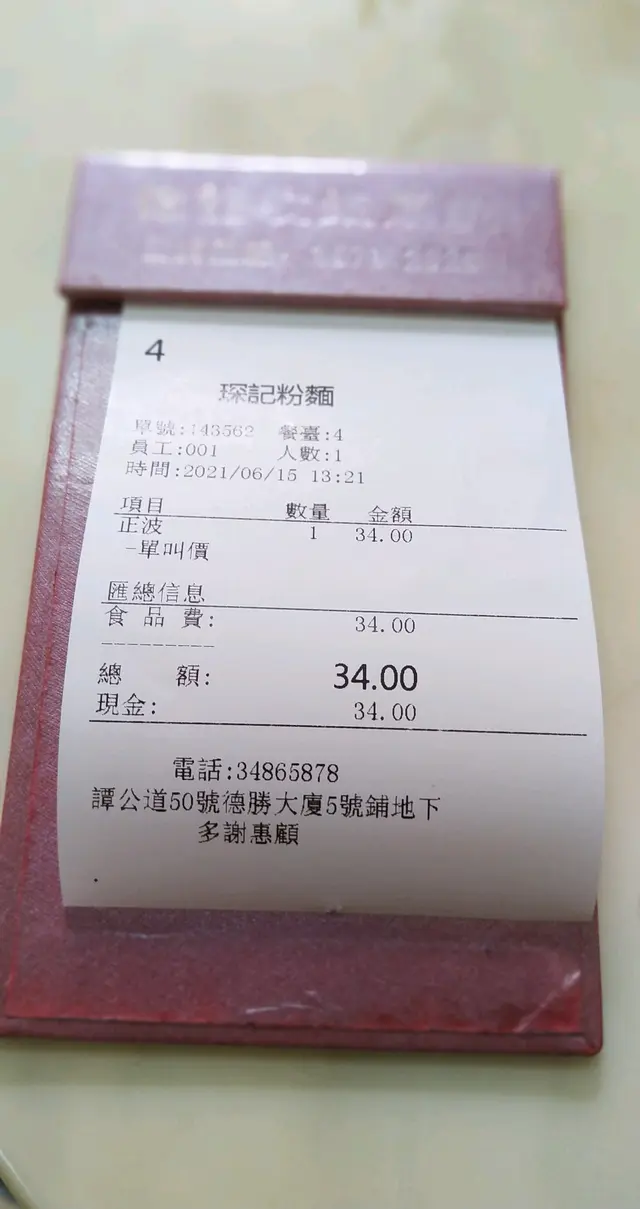 4
琛記粉麵
單號:143562 餐臺:4
員工:001 人數:1
時間:2021/06/15 13:21
項目 數量 金額
正波 1 34.00
-單叫價
匯總信息
食品費: 34.00
---------
總額: 34.00
現金: 34.00
電話:34865878
譚公道50號德勝大廈5號鋪地下
多謝惠顧
.